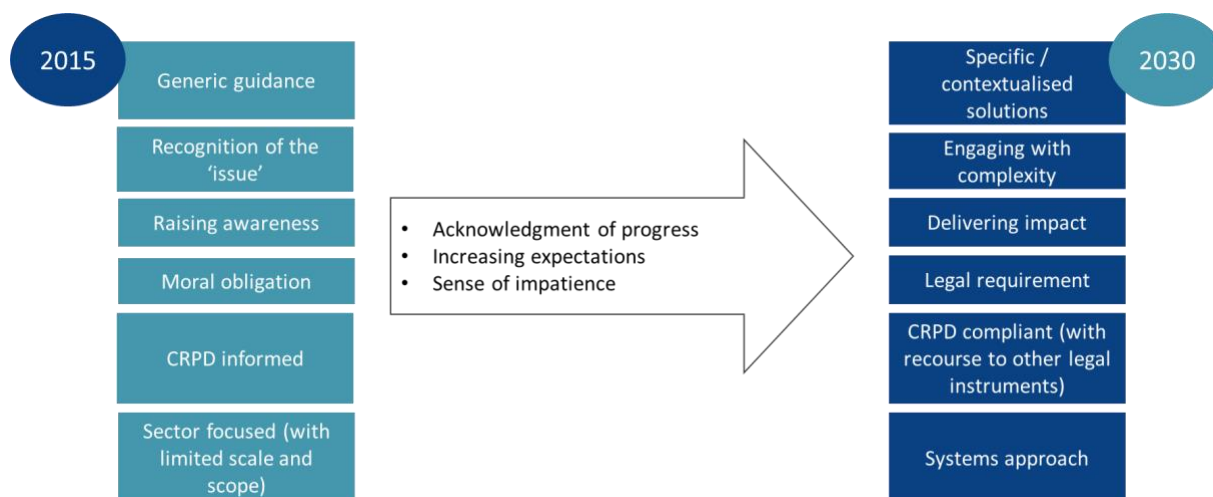 2015
Generic guidance
Recognition of the
‘issue’
Raising awareness
Moral obligation
CRPD informed
Sector focused (with
limited scale and
scope)
• Acknowledgment of progress
• Increasing expectations
• Sense of impatience
2030
Specific /
contextualised
solutions
Engaging with
complexity
Delivering impact
Legal requirement
CRPD compliant (with
recourse to other legal
instruments)
Systems approach